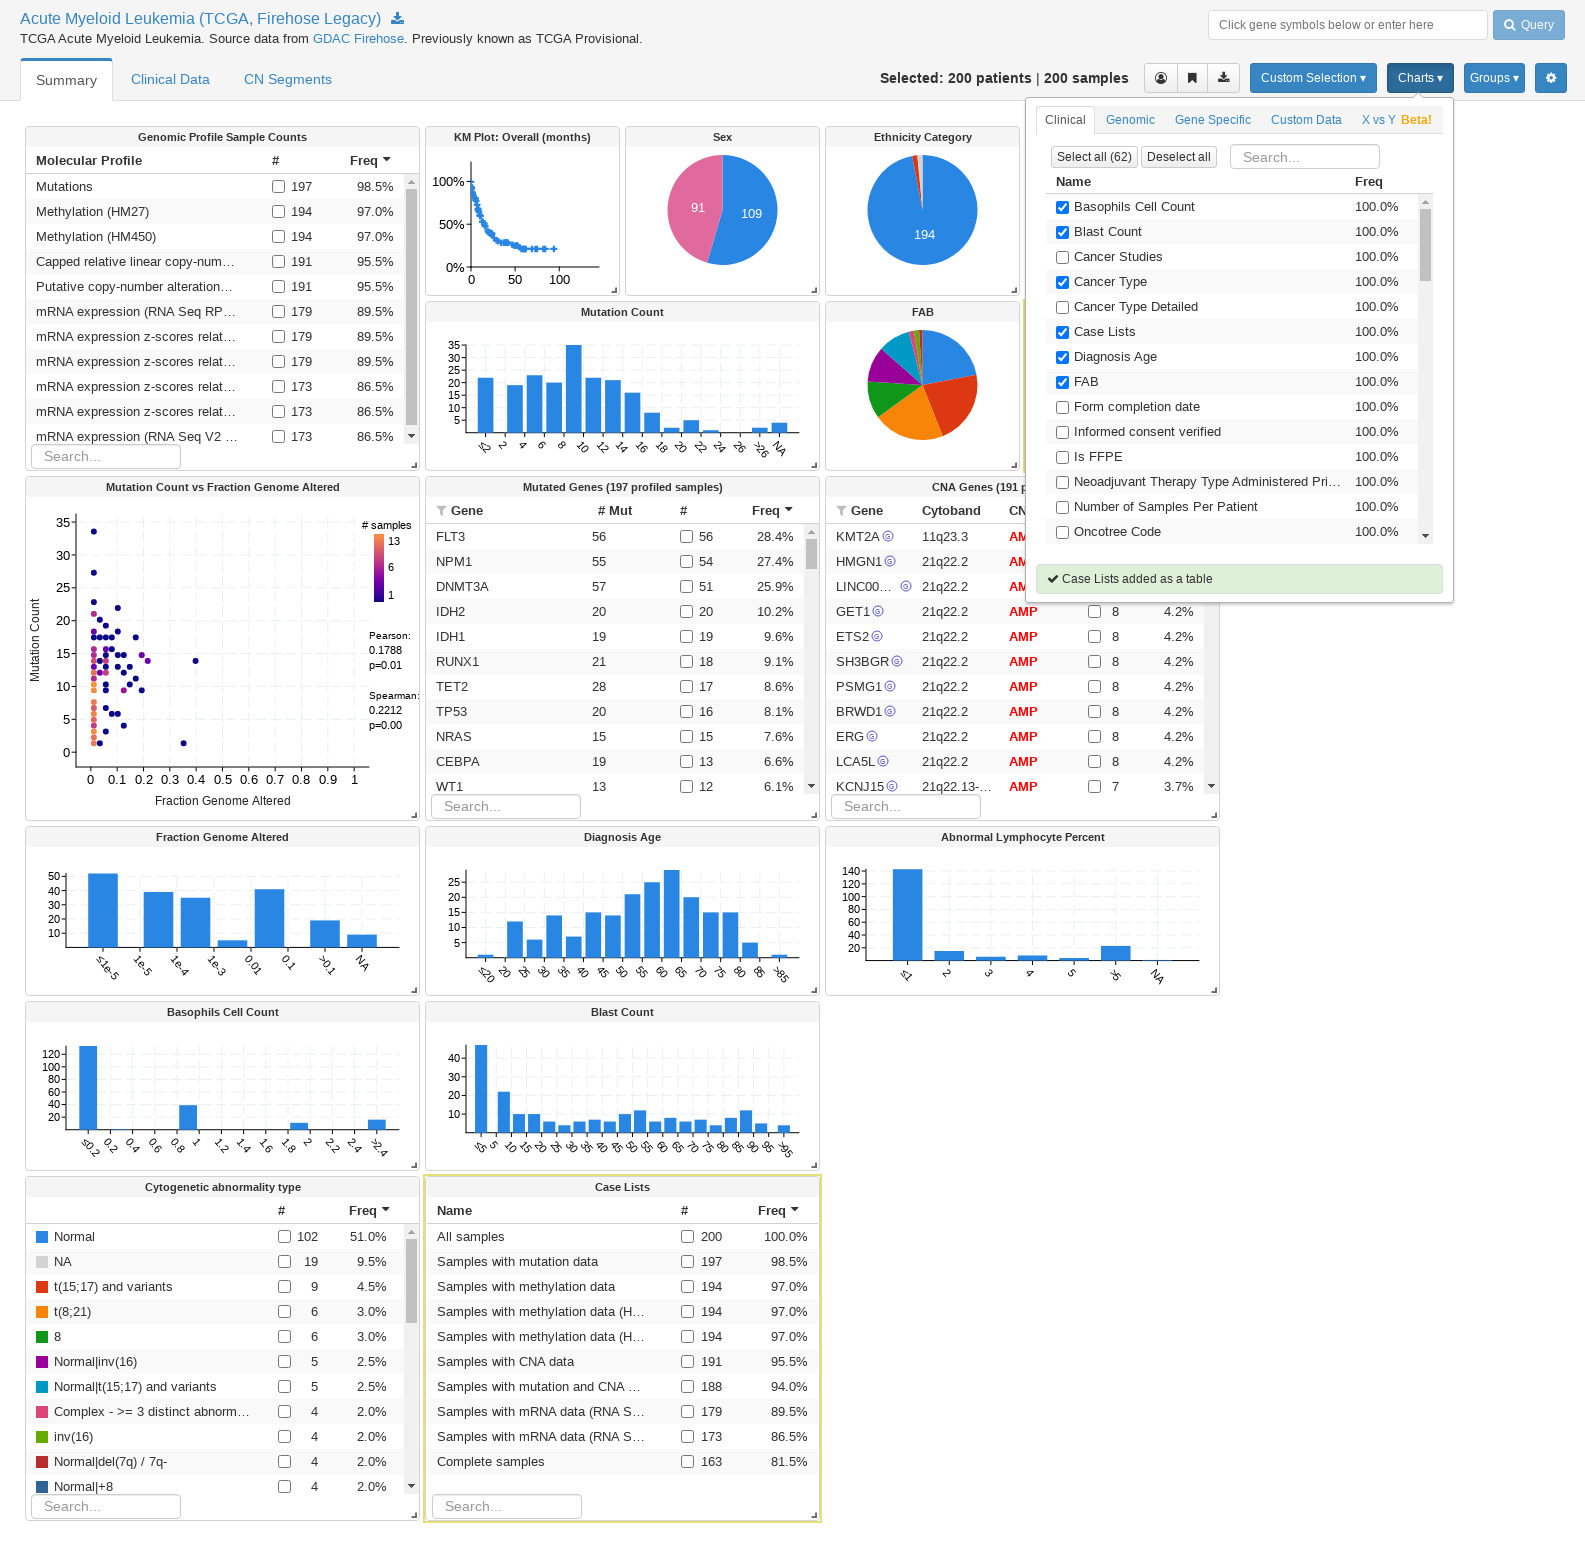 Acute Myeloid Leukemia (TCGA, Firehose Legacy)
TCGA Acute Myeloid Leukemia. Source data from GDAC Firehose. Previously known as TCGA Provisional.
Click gene symbols below or enter here
Query
Summary
Clinical Data
CN Segments
Selected: 200 patients | 200 samples
Custom Selection ▾
Charts ▾
Groups ▾
Clinical
Genomic
Gene Specific
Custom Data
X vs Y Beta!
Select all (62)
Deselect all
Search...
Name Freq
Basophils Cell Count 100.0%
Blast Count 100.0%
Cancer Studies 100.0%
Cancer Type 100.0%
Cancer Type Detailed 100.0%
Case Lists 100.0%
Diagnosis Age 100.0%
FAB 100.0%
Form completion date 100.0%
Informed consent verified 100.0%
Is FFPE 100.0%
Neoadjuvant Therapy Type Administered Pri... 100.0%
Number of Samples Per Patient 100.0%
Oncotree Code 100.0%
Case Lists added as a table
Genomic Profile Sample Counts
Molecular Profile # Freq
Mutations 197 98.5%
Methylation (HM27) 194 97.0%
Methylation (HM450) 194 97.0%
Capped relative linear copy-num... 191 95.5%
Putative copy-number alteration... 191 95.5%
mRNA expression (RNA Seq RP... 179 89.5%
mRNA expression z-scores relat... 179 89.5%
mRNA expression z-scores relat... 179 89.5%
mRNA expression z-scores relat... 173 86.5%
mRNA expression z-scores relat... 173 86.5%
mRNA expression (RNA Seq V2 ... 173 86.5%
Search...
KM Plot: Overall (months)
100%
50%
0%
0 50 100
Sex
91
109
Ethnicity Category
194
Mutation Count
35
30
25
20
15
10
5
≤2 2 4 6 8 10 12 14 16 18 20 22 24 26 >26 NA
FAB
Mutation Count vs Fraction Genome Altered
Mutation Count
35
30
25
20
15
10
5
0
0 0.1 0.2 0.3 0.4 0.5 0.6 0.7 0.8 0.9 1
Fraction Genome Altered
# samples
13
6
1
Pearson:
0.1788
p=0.01
Spearman:
0.2212
p=0.00
Mutated Genes (197 profiled samples)
Gene # Mut # Freq
FLT3 56 56 28.4%
NPM1 55 54 27.4%
DNMT3A 57 51 25.9%
IDH2 20 20 10.2%
IDH1 19 19 9.6%
RUNX1 21 18 9.1%
TET2 28 17 8.6%
TP53 20 16 8.1%
NRAS 15 15 7.6%
CEBPA 19 13 6.6%
WT1 13 12 6.1%
Search...
CNA Genes (191 p
Gene Cytoband CN
KMT2A G 11q23.3 AM
HMGN1 G 21q22.2 AM
LINC00... G 21q22.2 AM
GET1 G 21q22.2 AMP 8 4.2%
ETS2 G 21q22.2 AMP 8 4.2%
SH3BGR G 21q22.2 AMP 8 4.2%
PSMG1 G 21q22.2 AMP 8 4.2%
BRWD1 G 21q22.2 AMP 8 4.2%
ERG G 21q22.2 AMP 8 4.2%
LCA5L G 21q22.2 AMP 8 4.2%
KCNJ15 G 21q22.13-... AMP 7 3.7%
Search...
Fraction Genome Altered
50
40
30
20
10
≤1e-5 1e-5 1e-4 1e-3 0.01 0.1 >0.1 NA
Diagnosis Age
25
20
15
10
5
≤20 20 25 30 35 40 45 50 55 60 65 70 75 80 85 >85
Abnormal Lymphocyte Percent
140
120
100
80
60
40
20
≤1 2 3 4 5 >5 NA
Basophils Cell Count
120
100
80
60
40
20
≤0.2 0.2 0.4 0.6 0.8 1 1.2 1.4 1.6 1.8 2 2.2 2.4 >2.4
Blast Count
40
30
20
10
≤5 5 10 15 20 25 30 35 40 45 50 55 60 65 70 75 80 85 90 95 >95
Cytogenetic abnormality type
# Freq
Normal 102 51.0%
NA 19 9.5%
t(15;17) and variants 9 4.5%
t(8;21) 6 3.0%
8 6 3.0%
Normal|inv(16) 5 2.5%
Normal|t(15;17) and variants 5 2.5%
Complex - >= 3 distinct abnorm... 4 2.0%
inv(16) 4 2.0%
Normal|del(7q) / 7q- 4 2.0%
Normal|+8 4 2.0%
Search...
Case Lists
Name # Freq
All samples 200 100.0%
Samples with mutation data 197 98.5%
Samples with methylation data 194 97.0%
Samples with methylation data (H... 194 97.0%
Samples with methylation data (H... 194 97.0%
Samples with CNA data 191 95.5%
Samples with mutation and CNA ... 188 94.0%
Samples with mRNA data (RNA S... 179 89.5%
Samples with mRNA data (RNA S... 173 86.5%
Complete samples 163 81.5%
Search...